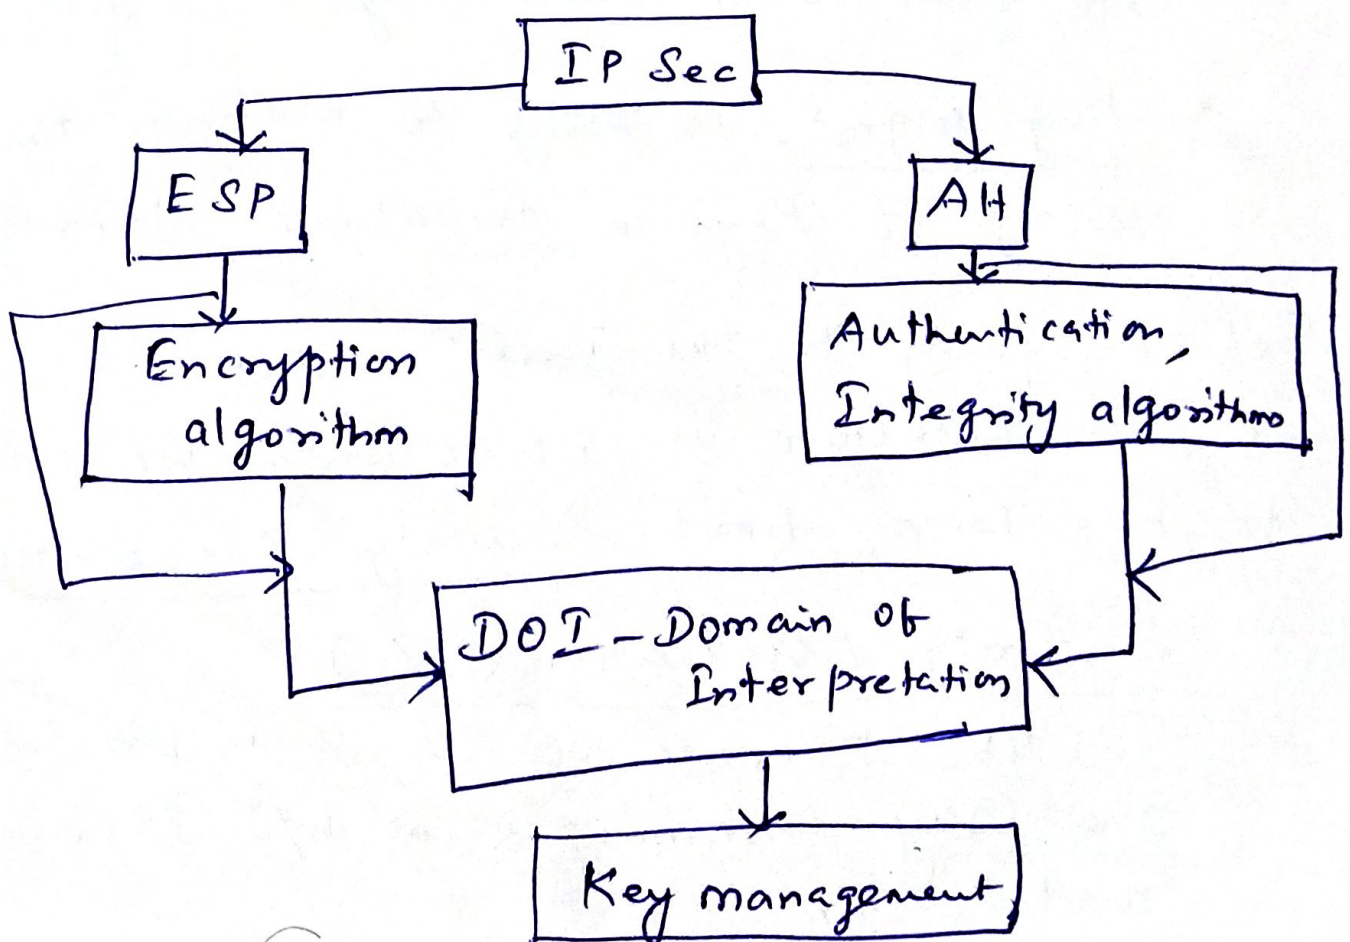 IP Sec
ESP
AH
Encryption
algorithm
Authentication,
Integrity algorithms
DOI - Domain of
Interpretation
Key management